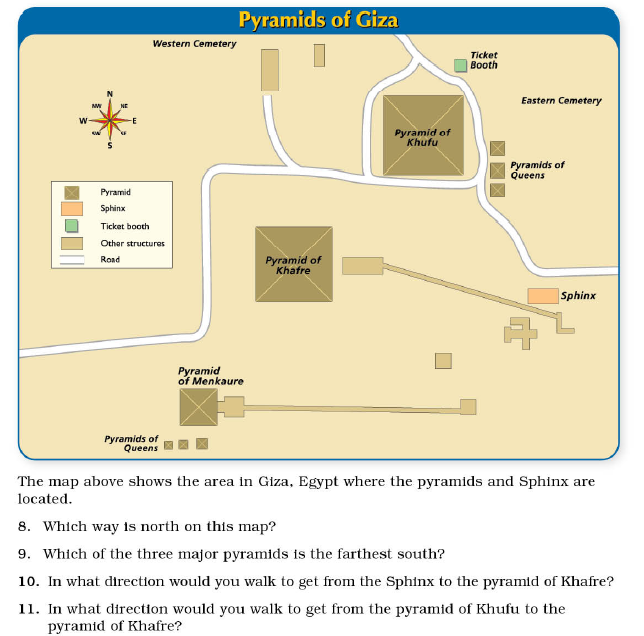 Pyramids of Giza
Western Cemetery
Ticket
Booth
Eastern Cemetery
N
NW
NE
W
E
SW
SE
S
Pyramid of
Khufu
Pyramids of
Queens
Pyramid
Sphinx
Ticket booth
Other structures
Road
Pyramid of
Khafre
Sphinx
Pyramid
of Menkaure
Pyramids of
Queens
The map above shows the area in Giza, Egypt where the pyramids and Sphinx are
located.
8. Which way is north on this map?
9. Which of the three major pyramids is the farthest south?
10. In what direction would you walk to get from the Sphinx to the pyramid of Khafre?
11. In what direction would you walk to get from the pyramid of Khufu to the
pyramid of Khafre?